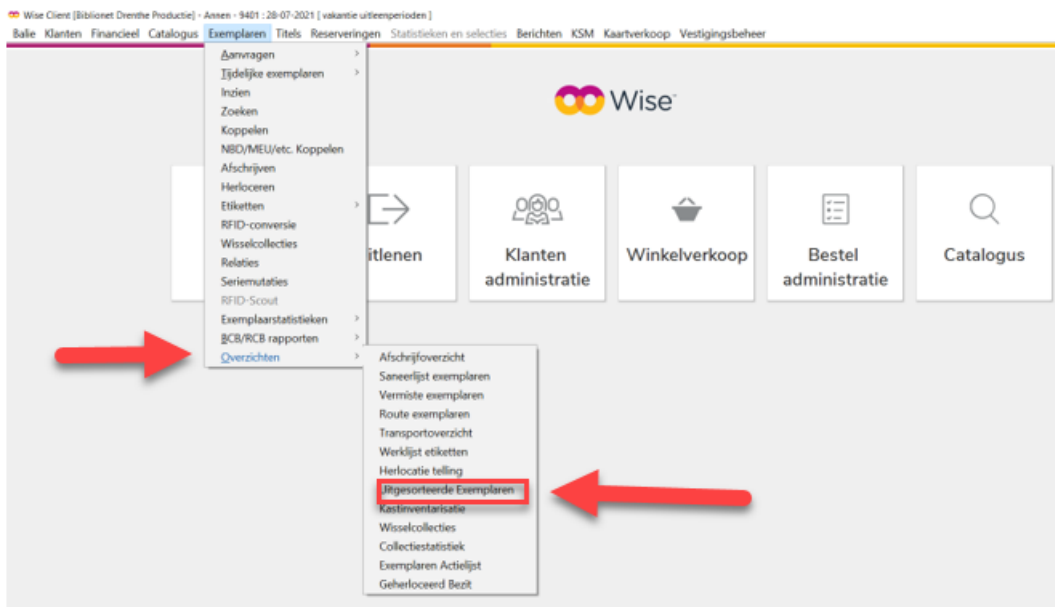 Wise Client [Biblionet Drenthe Productie] - Annen - 9401 : 28-07-2021 [ vakantie uitleenperioden ]
Balie Klanten Financieel Catalogus Exemplaren Titels Reserveringen Statistieken en selecties Berichten KSM Kaartverkoop Vestigingsbeheer
Aanvragen
Tijdelijke exemplaren
Inzien
Zoeken
Koppelen
NBD/MEU/etc. Koppelen
Afschrijven
Herloceren
Etiketten
RFID-conversie
Wisselcollecties
Relaties
Seriemutaties
RFID-Scout
Exemplaarstatistieken
BCB/RCB rapporten
Overzichten
Wise
itlenen
Klanten
administratie
Winkelverkoop
Bestel
administratie
Catalogus
Afschrijfoverzicht
Saneerlijst exemplaren
Vermiste exemplaren
Route exemplaren
Transportoverzicht
Werklijst etiketten
Herlocatie telling
Uitgesorteerde Exemplaren
Kastinventarisatie
Wisselcollecties
Collectiestatistiek
Exemplaren Actielijst
Geherloceerd Bezit